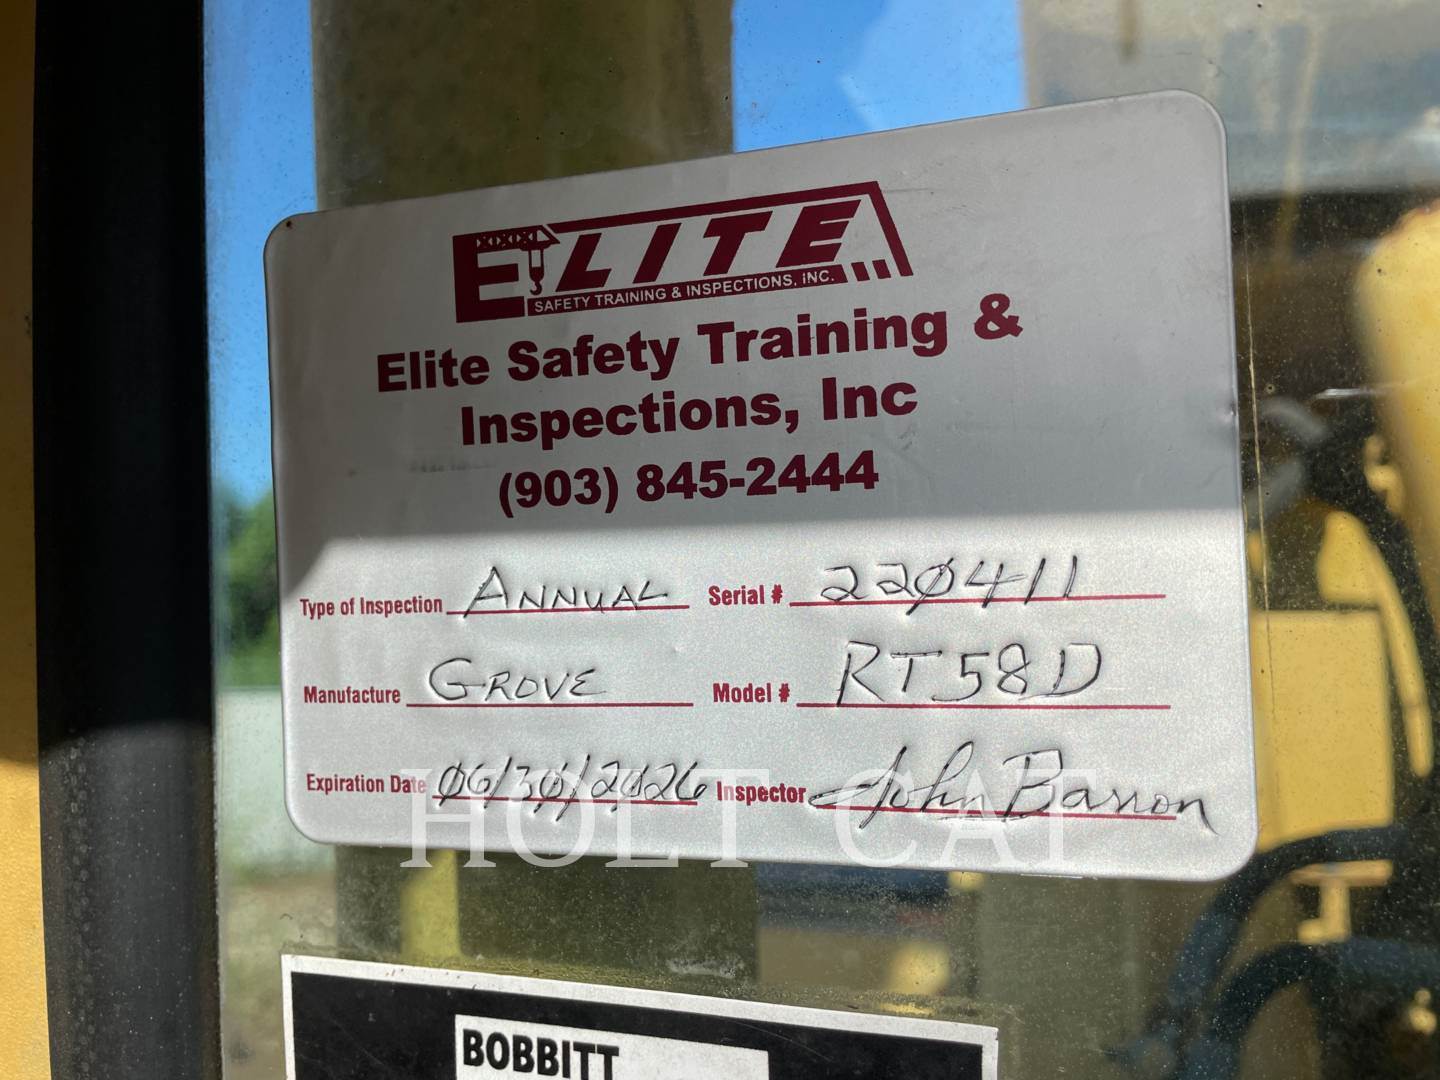 ELITE
SAFETY TRAINING & INSPECTIONS, INC.
Elite Safety Training &
Inspections, Inc
(903) 845-2444
Type of Inspection ANNUAL Serial # 220411
Manufacture GROVE Model # RT58D
Expiration Date 06/30/2026 Inspector John Barron
HOLT CAT
BOBBITT